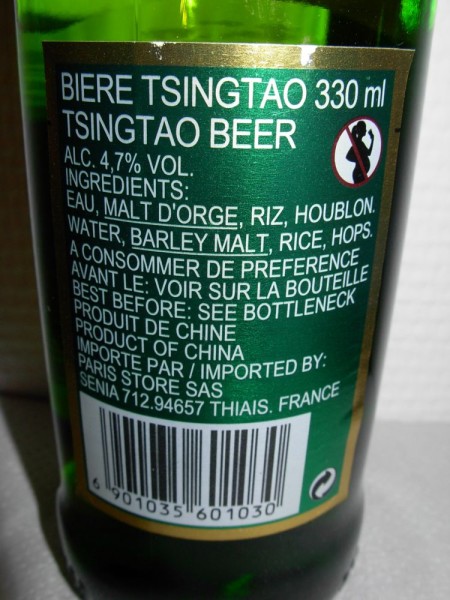 BIERE TSINGTAO 330 ml
TSINGTAO BEER
ALC. 4,7% VOL.
INGREDIENTS:
EAU, MALT D'ORGE, RIZ, HOUBLON.
WATER, BARLEY MALT, RICE, HOPS.
A CONSOMMER DE PREFERENCE
AVANT LE: VOIR SUR LA BOUTEILLE
BEST BEFORE: SEE BOTTLENECK
PRODUIT DE CHINE
PRODUCT OF CHINA
IMPORTE PAR / IMPORTED BY:
PARIS STORE SAS
SENIA 712.94657 THIAIS. FRANCE
6 901035 601030